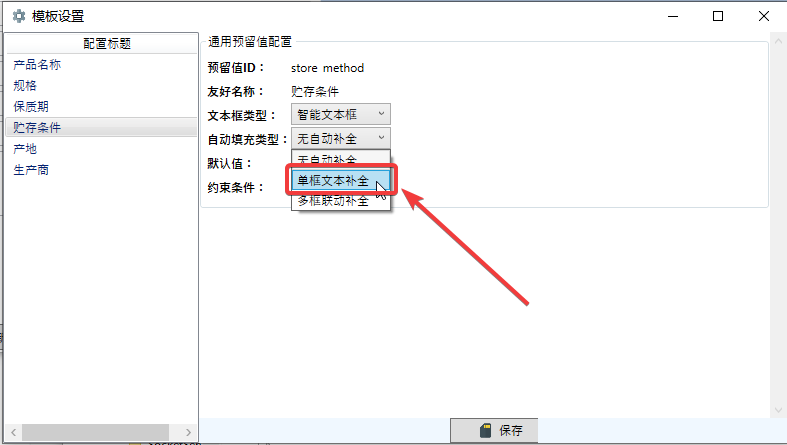 模板设置
配置标题
产品名称
规格
保质期
贮存条件
产地
生产商
通用预留值配置
预留值ID： store method
友好名称： 贮存条件
文本框类型： 智能文本框
自动填充类型： 无自动补全
默认值： 无自动补全
单框文本补全
约束条件： 多框联动补全
保存